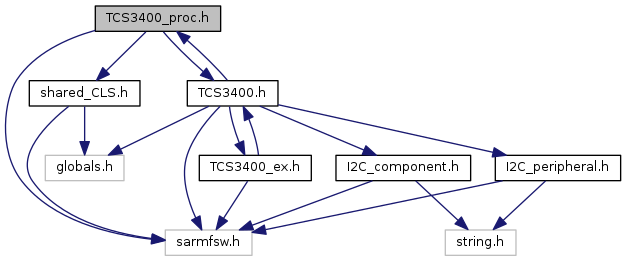 TCS3400_proc.h
shared_CLS.h
TCS3400.h
globals.h
TCS3400_ex.h
I2C_component.h
I2C_peripheral.h
sarmfsw.h
string.h